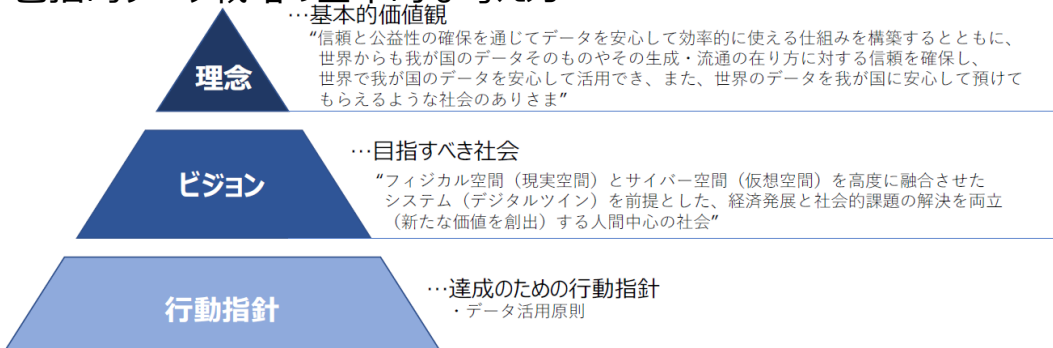 …基本的価値観
“信頼と公益性の確保を通じてデータを安心して効率的に使える仕組みを構築するとともに、
世界からも我が国のデータそのものやその生成・流通の在り方に対する信頼を確保し、
世界で我が国のデータを安心して活用でき、また、世界のデータを我が国に安心して預けて
もらえるような社会のありさま”
理念
…目指すべき社会
ビジョン
“フィジカル空間（現実空間）とサイバー空間（仮想空間）を高度に融合させた
システム（デジタルツイン）を前提とした、経済発展と社会的課題の解決を両立
（新たな価値を創出）する人間中心の社会”
…達成のための行動指針
行動指針
・データ活用原則